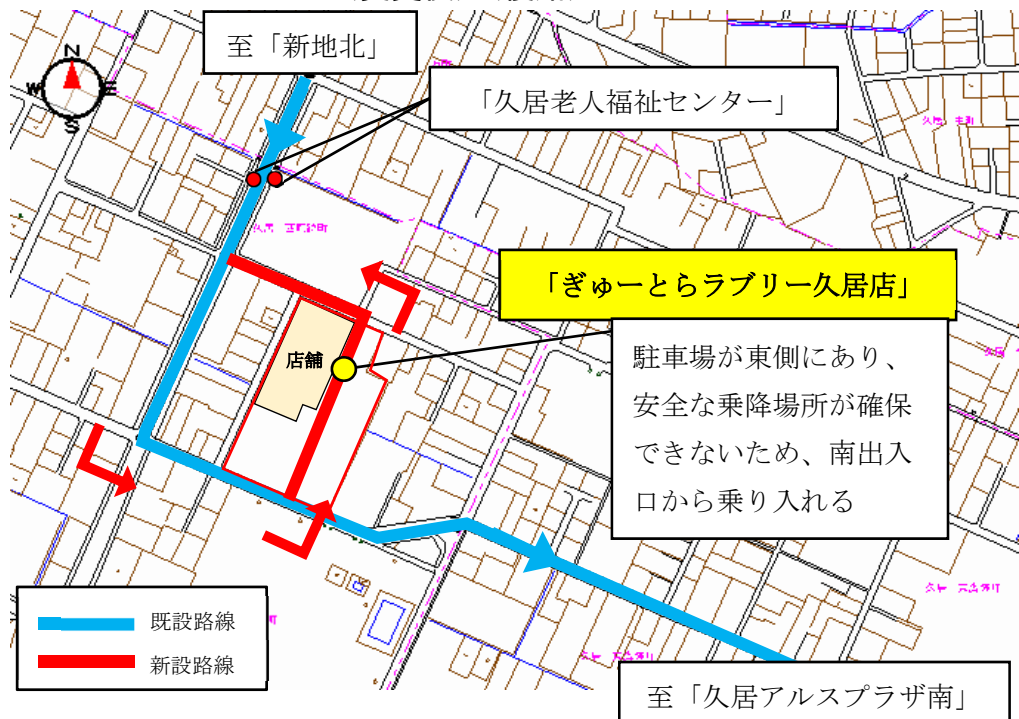 至「新地北」
N
W
E
S
「久居老人福祉センター」
「ぎゅーとらラブリー久居店」
駐車場が東側にあり、
安全な乗降場所が確保
できないため、南出入
口から乗り入れる
店舗
既設路線
新設路線
至「久居アルスプラザ南」